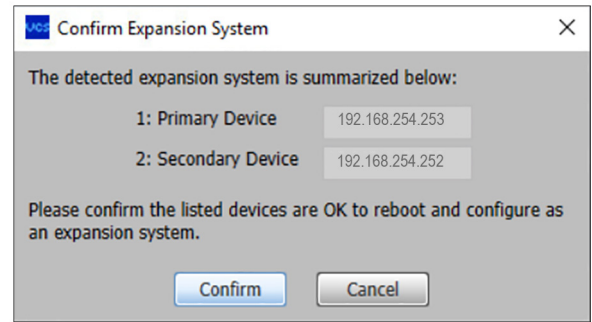 VCS Confirm Expansion System
The detected expansion system is summarized below:
1: Primary Device 192.168.254.253
2: Secondary Device 192.168.254.252
Please confirm the listed devices are OK to reboot and configure as
an expansion system.
Confirm Cancel